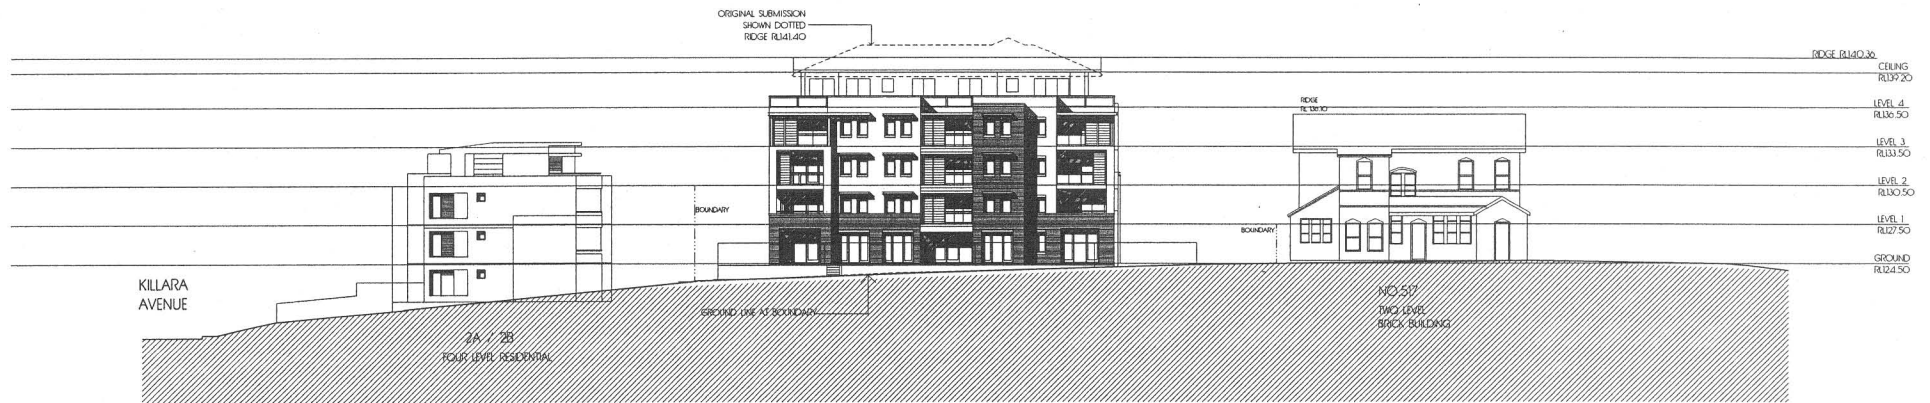 ORIGINAL SUBMISSION
SHOWN DOTTED
RIDGE RL141.40
RIDGE RL140.36
CEILING
RL139.20
LEVEL 4
RL136.50
RIDGE
LEVEL 3
RL133.50
LEVEL 2
RL130.50
BOUNDARY
LEVEL 1
RL127.50
BOUNDARY
GROUND
RL124.50
KILLARA
AVENUE
NO.517
TWO LEVEL
BRICK BUILDING
GROUND LINE AT BOUNDARY
2A / 2B
FOUR LEVEL RESIDENTIAL